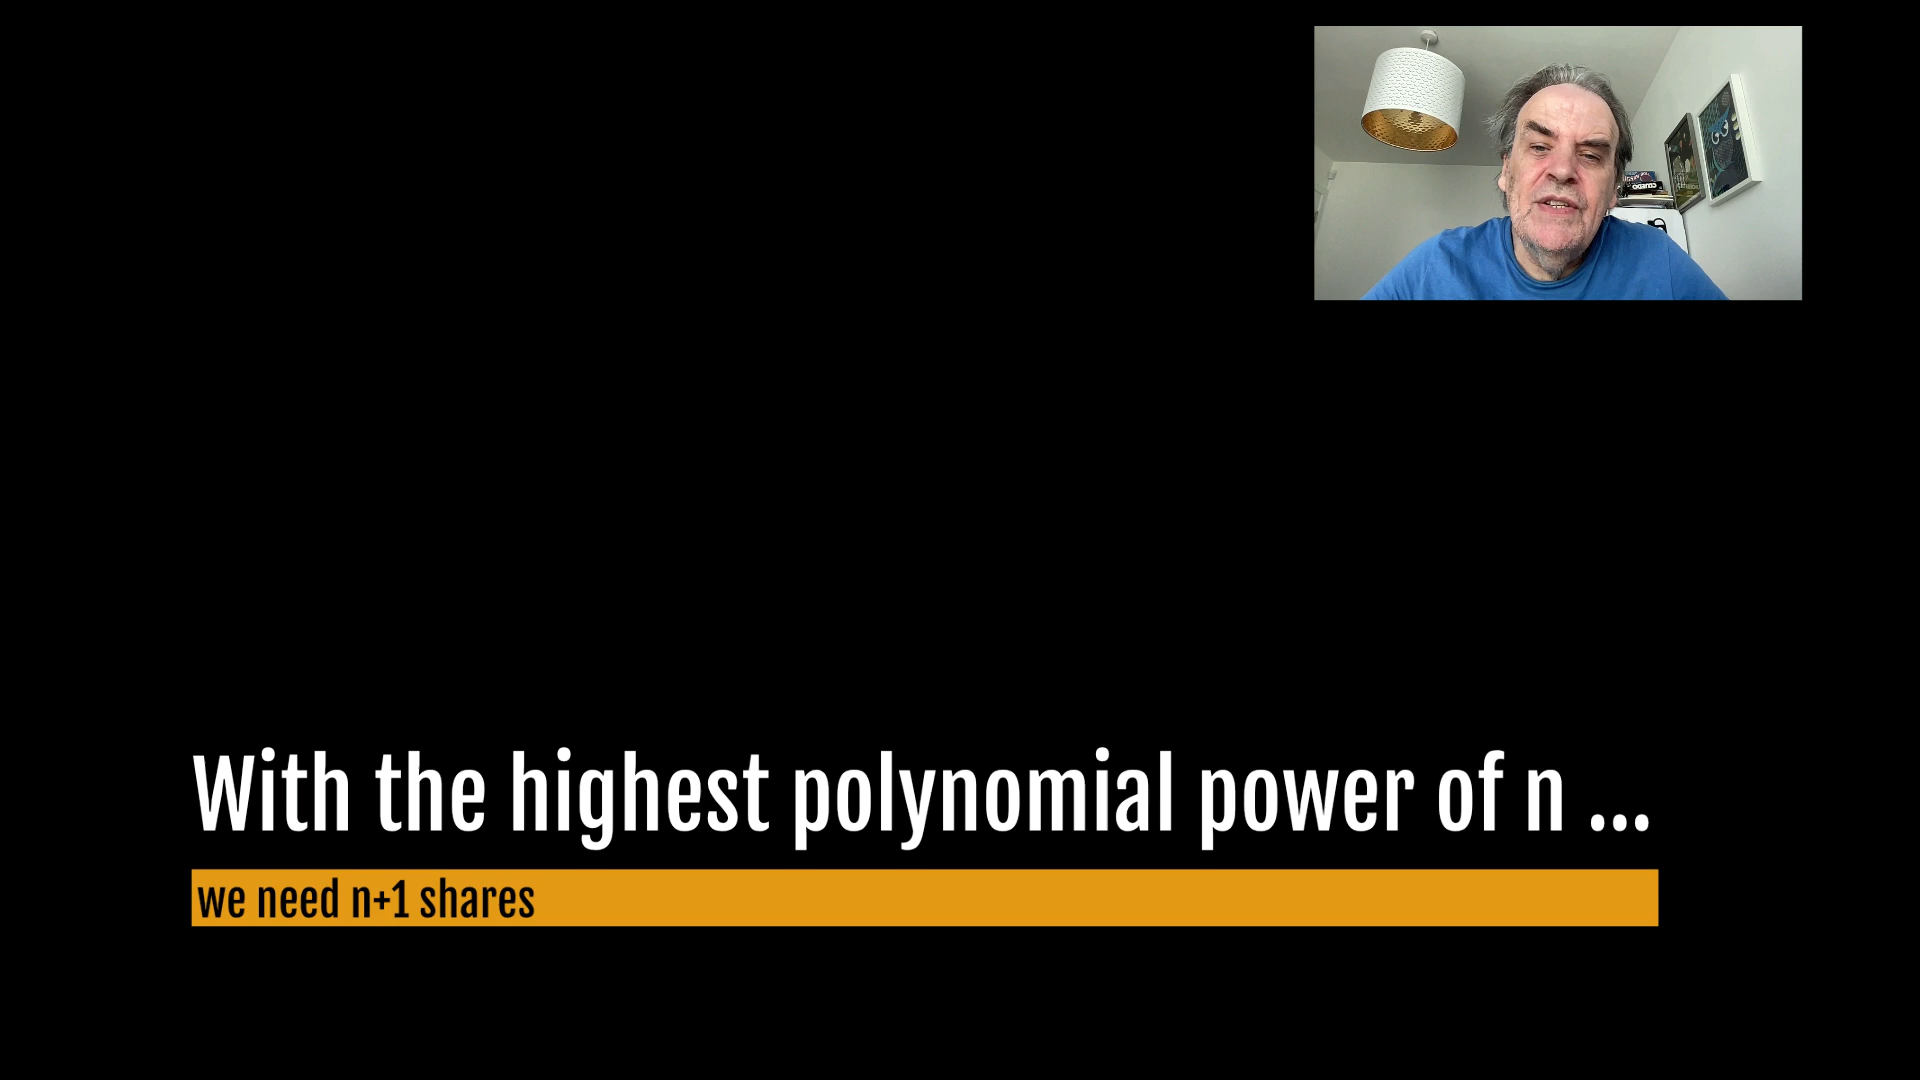 With the highest polynomial power of n ...
we need n+1 shares